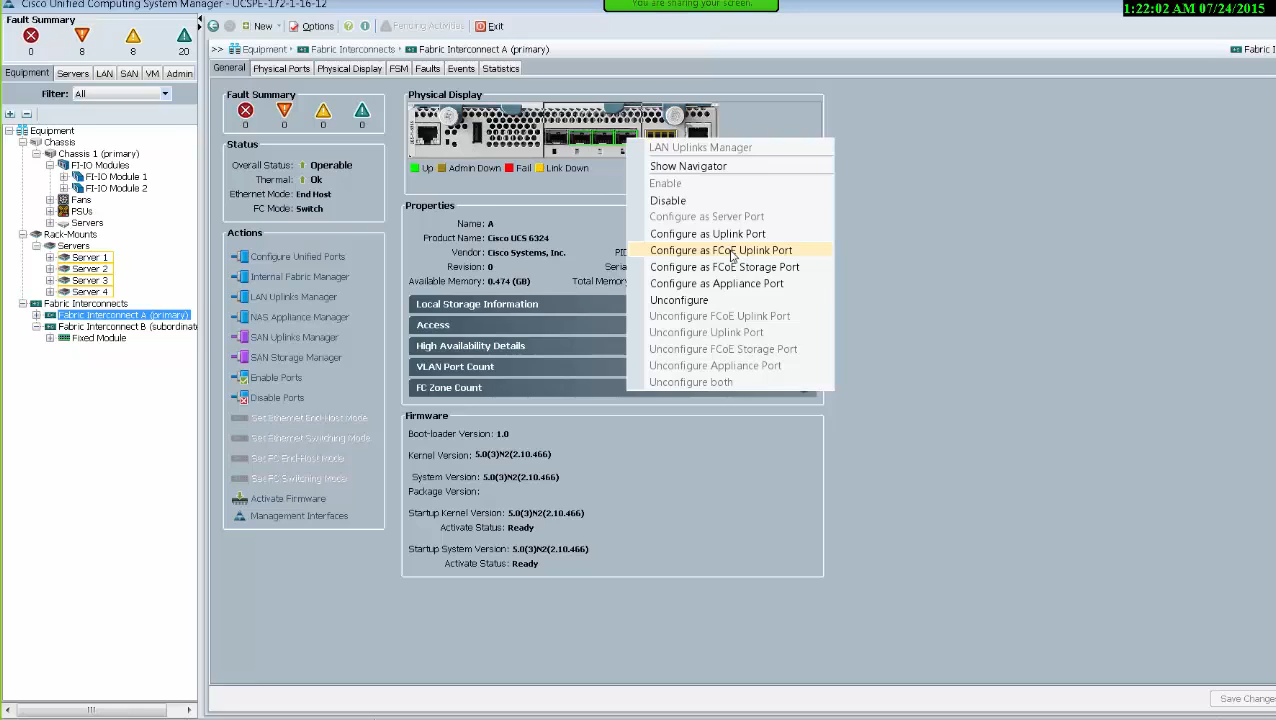 Cisco Unified Computing System Manager - UCSPE-172-1-16-12
You are sharing your screen.
1:22:02 AM 07/24/2015
Fault Summary
0 8 8 20
New Options Pending Activities Exit
>> Equipment Fabric Interconnects Fabric Interconnect A (primary)
Fabric I
Equipment Servers LAN SAN VM Admin
Filter: All
General Physical Ports Physical Display FSM Faults Events Statistics
Equipment
Chassis
Chassis 1 (primary)
FI-IO Modules
FI-IO Module 1
FI-IO Module 2
Fans
PSUs
Servers
Rack-Mounts
Servers
Server 1
Server 2
Server 3
Server 4
Fabric Interconnects
Fabric Interconnect A (primary)
Fabric Interconnect B (subordinat
Fixed Module
Fault Summary
0 0 0 0
Status
Overall Status: Operable
Thermal: Ok
Ethernet Mode: End Host
FC Mode: Switch
Actions
Configure Unified Ports
Internal Fabric Manager
LAN Uplinks Manager
NAS Appliance Manager
SAN Uplinks Manager
SAN Storage Manager
Enable Ports
Disable Ports
Set Ethernet End-Host Mode
Set Ethernet Switching Mode
Set FC End-Host Mode
Set FC Switching Mode
Activate Firmware
Management Interfaces
Physical Display
Up Admin Down Fail Link Down
Properties
Name: A
Product Name: Cisco UCS 6324
Vendor: Cisco Systems, Inc. PI
Revision: 0 Seria
Available Memory: 0.474 (GB) Total Memory
Local Storage Information
Access
High Availability Details
VLAN Port Count
FC Zone Count
Firmware
Boot-loader Version: 1.0
Kernel Version: 5.0(3)N2(2.10.466)
System Version: 5.0(3)N2(2.10.466)
Package Version:
Startup Kernel Version: 5.0(3)N2(2.10.466)
Activate Status: Ready
Startup System Version: 5.0(3)N2(2.10.466)
Activate Status: Ready
LAN Uplinks Manager
Show Navigator
Enable
Disable
Configure as Server Port
Configure as Uplink Port
Configure as FCoE Uplink Port
Configure as FCoE Storage Port
Configure as Appliance Port
Unconfigure
Unconfigure FCoE Uplink Port
Unconfigure Uplink Port
Unconfigure FCoE Storage Port
Unconfigure Appliance Port
Unconfigure both
Save Change